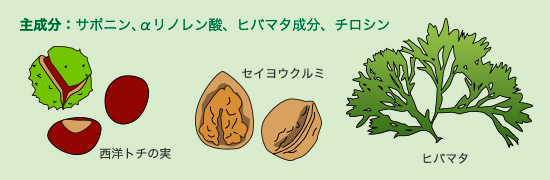 主成分：サポニン、αリノレン酸、ヒバマタ成分、チロシン
セイヨウクルミ
西洋トチの実
ヒバマタ